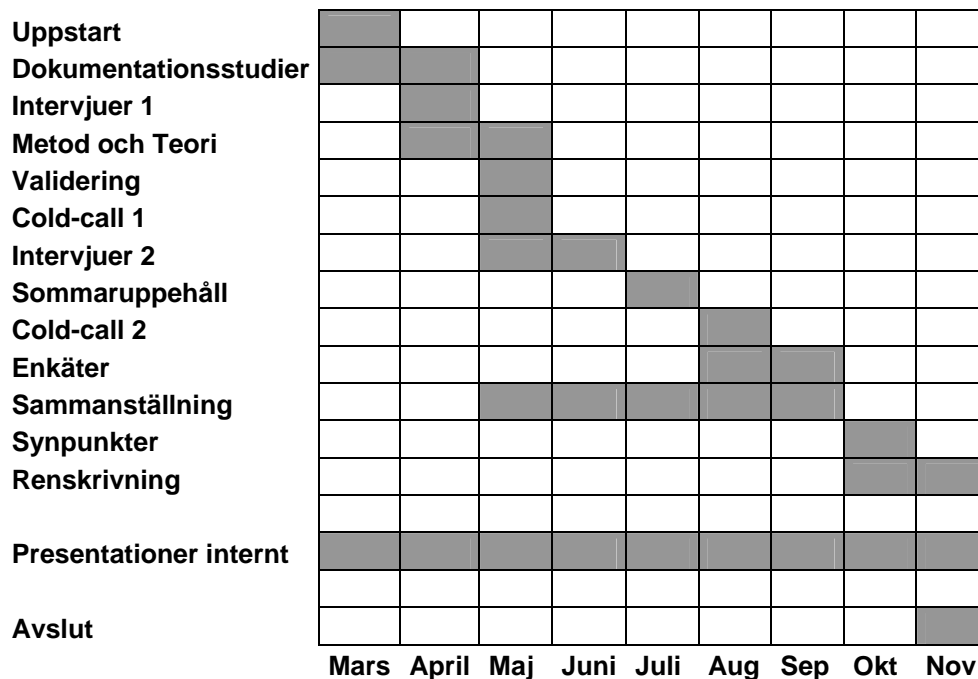 Uppstart
Dokumentationsstudier
Intervjuer 1
Metod och Teori
Validering
Cold-call 1
Intervjuer 2
Sommaruppehåll
Cold-call 2
Enkäter
Sammanställning
Synpunkter
Renskrivning
Presentationer internt
Avslut
Mars April Maj Juni Juli Aug Sep Okt Nov